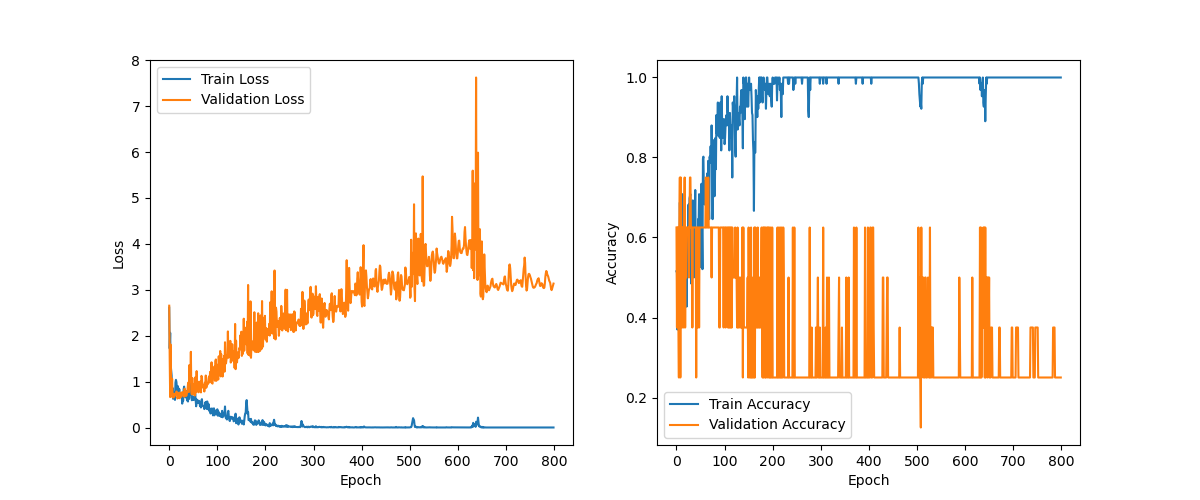 8
7
6
5
4
3
2
1
0
Loss
Train Loss
Validation Loss
0 100 200 300 400 500 600 700 800
Epoch
1.0
0.8
0.6
0.4
0.2
Accuracy
Train Accuracy
Validation Accuracy
0 100 200 300 400 500 600 700 800
Epoch